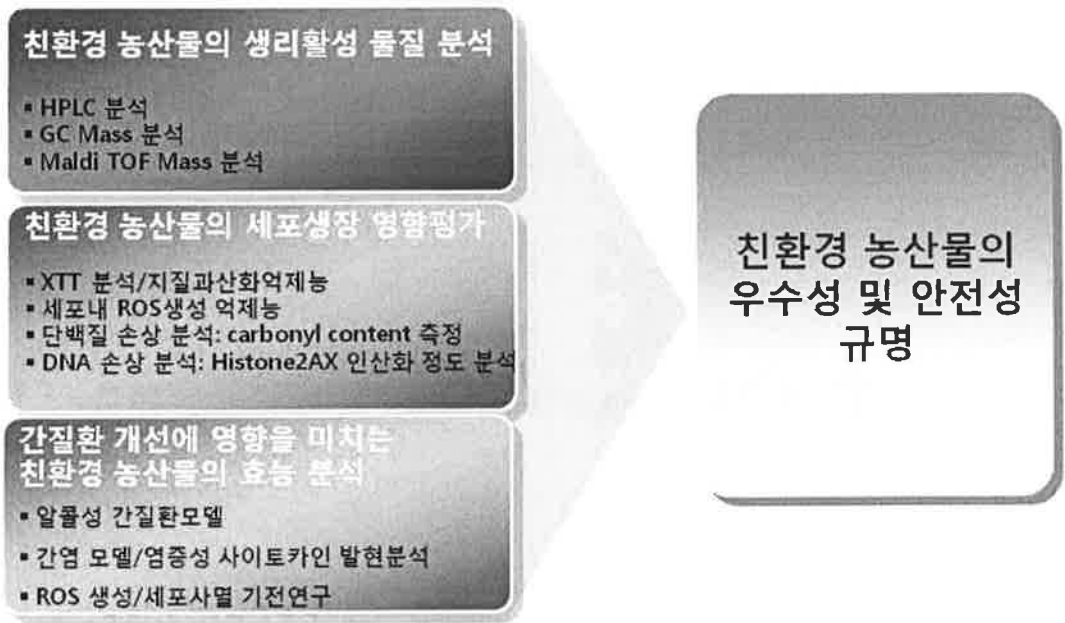 친환경 농산물의 생리활성 물질 분석
▪ HPLC 분석
▪ GC Mass 분석
▪ Maldi TOF Mass 분석
친환경 농산물의 세포생장 영향평가
▪ XTT 분석/지질과산화억제능
▪ 세포내 ROS생성 억제능
▪ 단백질 손상 분석: carbonyl content 측정
▪ DNA 손상 분석: Histone2AX 인산화 정도 분석
간질환 개선에 영향을 미치는
친환경 농산물의 효능 분석
▪ 알콜성 간질환모델
▪ 간염 모델/염증성 사이토카인 발현분석
▪ ROS 생성/세포사멸 기전연구
친환경 농산물의
우수성 및 안전성
규명